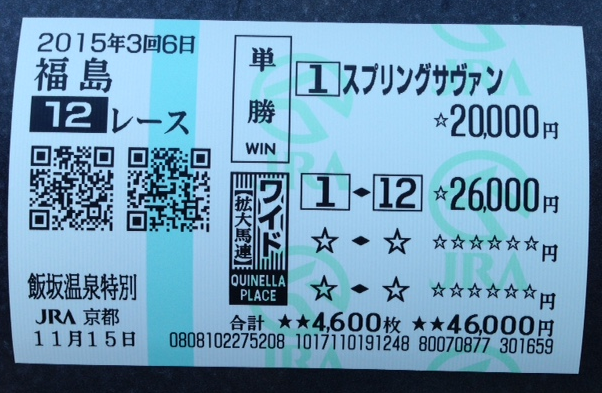 2015年3回6日
福島
12レース
飯坂温泉特別
JRA 京都
11月15日
単勝
WIN
1 スプリングサヴァン
☆20,000円
ワイド
【拡大馬連】
QUINELLA
PLACE
1 ◆ 12 ☆26,000円
☆ ◆ ☆ ☆☆☆☆☆☆円
☆ ◆ ☆ ☆☆☆☆☆☆円
合計 ★★4,600枚 ★★46,000円
0808102275208 1017110191248 80070877 301659
JRA
JRA